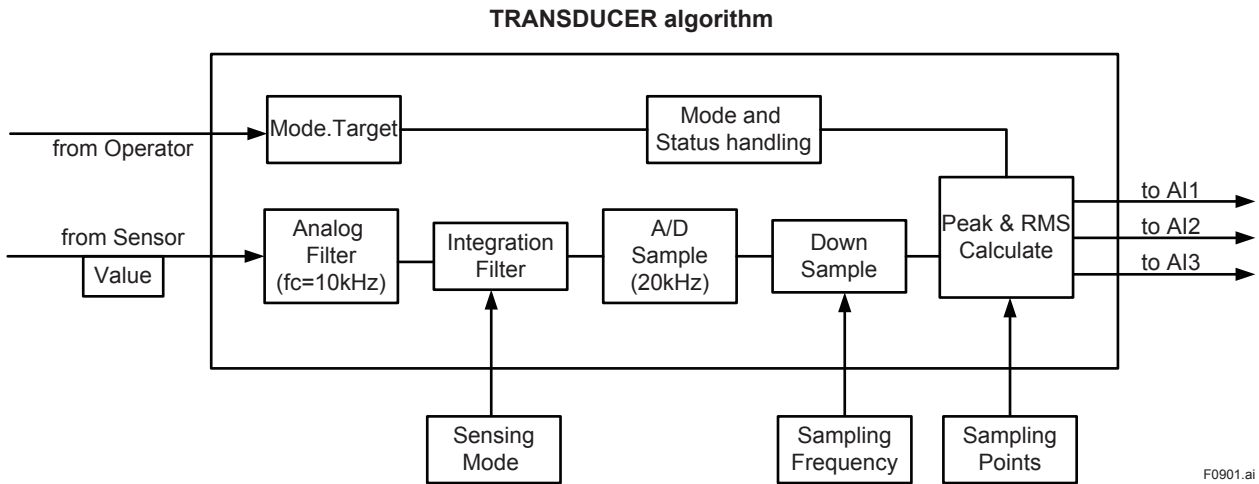 TRANSDUCER algorithm
from Operator
Mode.Target
Mode and
Status handling
from Sensor
Value
Analog
Filter
(fc=10kHz)
Integration
Filter
A/D
Sample
(20kHz)
Down
Sample
Peak & RMS
Calculate
to AI1
to AI2
to AI3
Sensing
Mode
Sampling
Frequency
Sampling
Points
F0901.ai